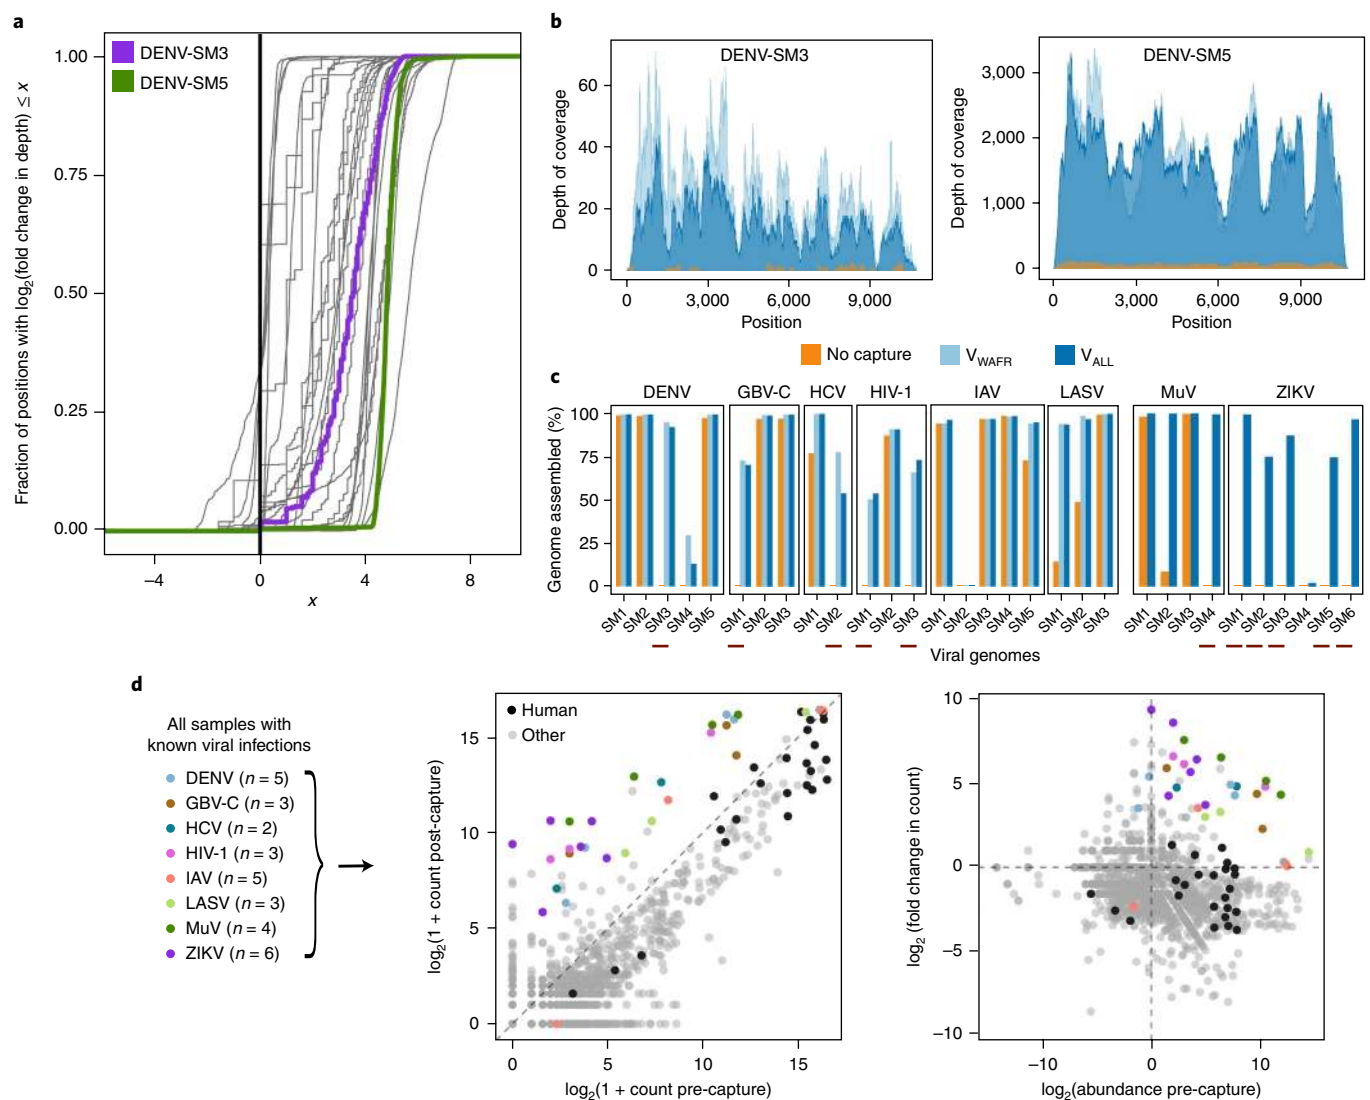 a
Fraction of positions with log2(fold change in depth) ≤ x
1.00
0.75
0.50
0.25
0.00
DENV-SM3
DENV-SM5
−4
0
4
8
x
b
DENV-SM3
Depth of coverage
60
40
20
0
0
3,000
6,000
9,000
Position
DENV-SM5
Depth of coverage
3,000
2,000
1,000
0
0
3,000
6,000
9,000
Position
No capture
VWAFR
VALL
c
DENV
GBV-C
HCV
HIV-1
IAV
LASV
MuV
ZIKV
Genome assembled (%)
100
75
50
25
0
SM1 SM2 SM3 SM4 SM5
SM1 SM2 SM3
SM1 SM2
SM1 SM2 SM3
SM1 SM2 SM3 SM4 SM5
SM1 SM2 SM3
SM1 SM2 SM3 SM4
SM1 SM2 SM3 SM4 SM5 SM6
Viral genomes
d
All samples with
known viral infections
DENV (n = 5)
GBV-C (n = 3)
HCV (n = 2)
HIV-1 (n = 3)
IAV (n = 5)
LASV (n = 3)
MuV (n = 4)
ZIKV (n = 6)
log2(1 + count post-capture)
15
10
5
0
Human
Other
0
5
10
15
log2(1 + count pre-capture)
log2 (fold change in count)
10
5
0
−5
−10
−10
0
10
log2(abundance pre-capture)